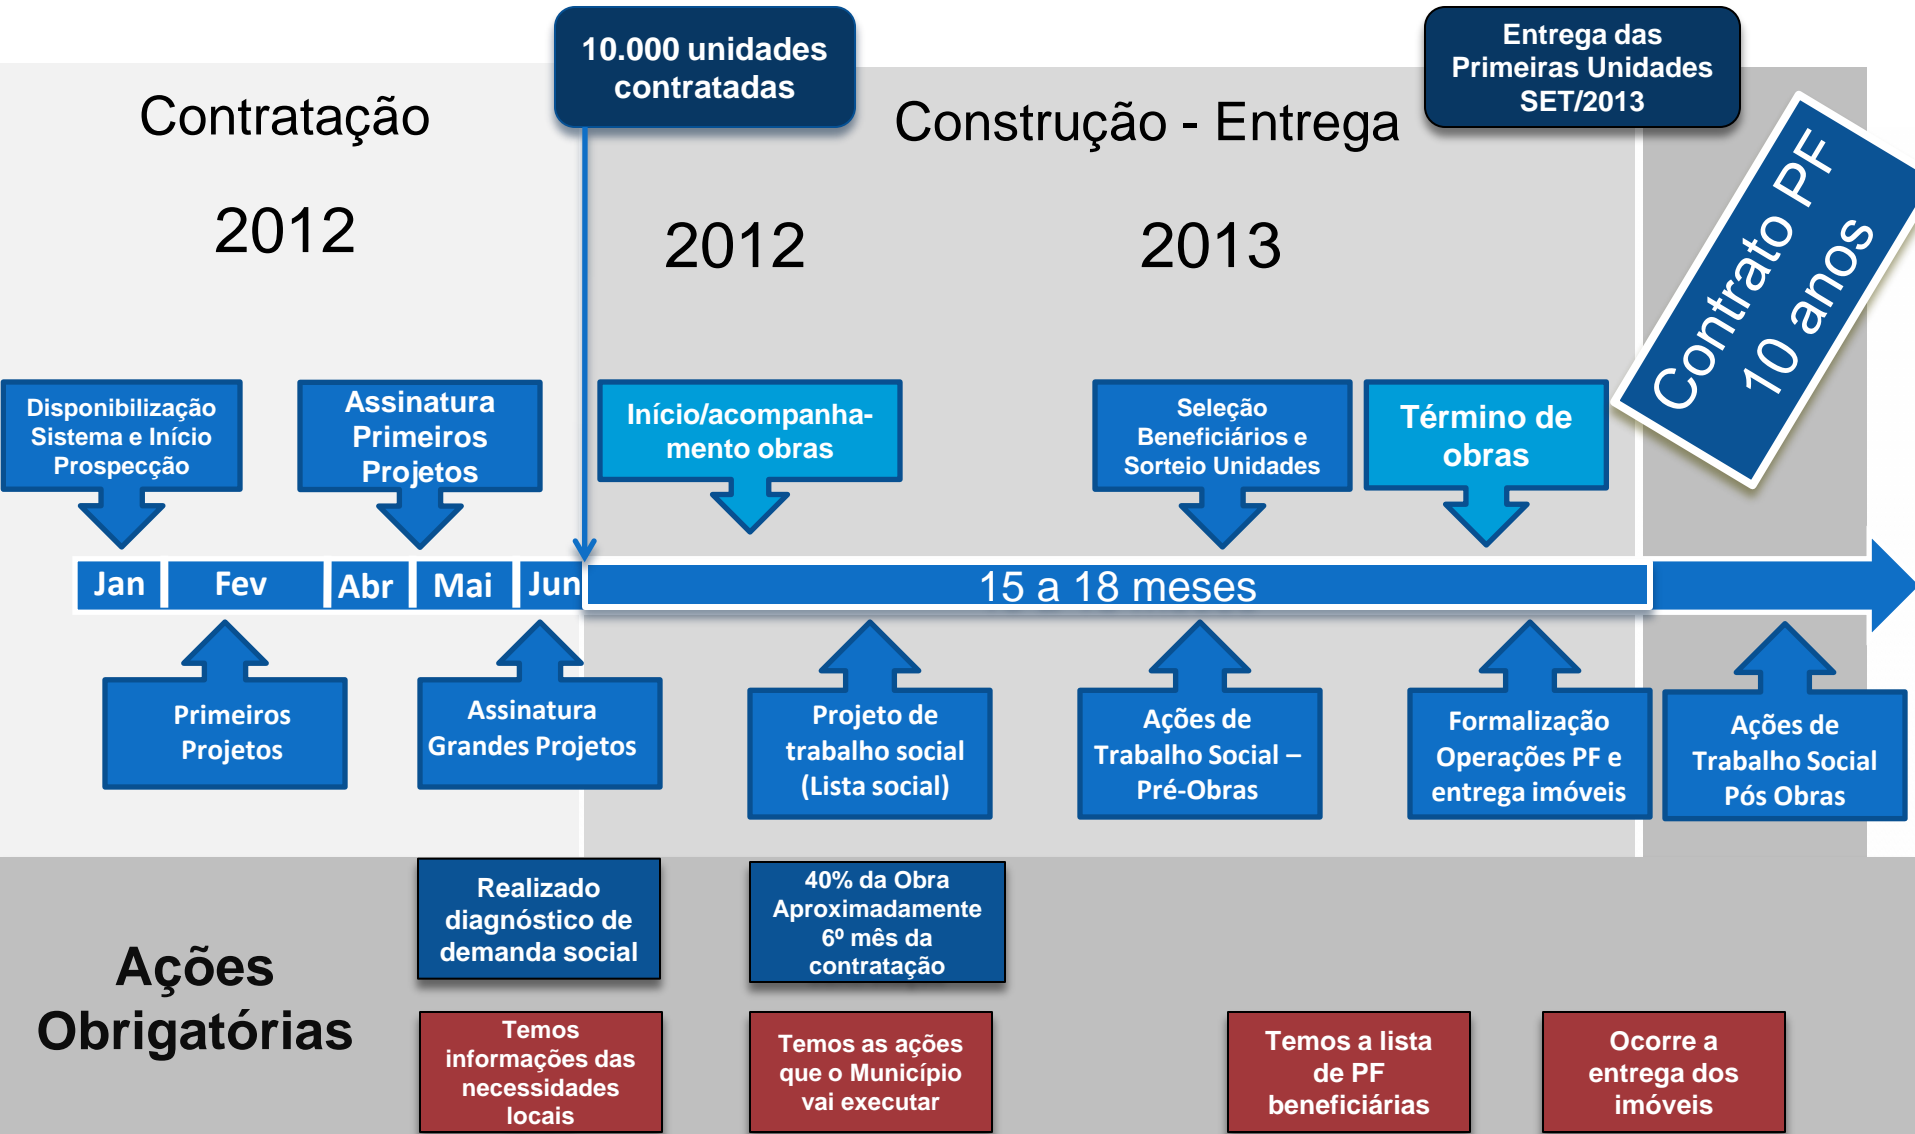 10.000 unidades
contratadas
Entrega das
Primeiras Unidades
SET/2013
Contratação
Construção - Entrega
2012
2012
2013
Contrato PF
10 anos
Disponibilização
Sistema e Início
Prospecção
Assinatura
Primeiros
Projetos
Início/acompanha-
mento obras
Seleção
Beneficiários e
Sorteio Unidades
Término de
obras
Jan
Fev
Abr
Mai
Jun
15 a 18 meses
Primeiros
Projetos
Assinatura
Grandes Projetos
Projeto de
trabalho social
(Lista social)
Ações de
Trabalho Social –
Pré-Obras
Formalização
Operações PF e
entrega imóveis
Ações de
Trabalho Social
Pós Obras
Ações
Obrigatórias
Realizado
diagnóstico de
demanda social
40% da Obra
Aproximadamente
6º mês da
contratação
Temos
informações das
necessidades
locais
Temos as ações
que o Município
vai executar
Temos a lista
de PF
beneficiárias
Ocorre a
entrega dos
imóveis